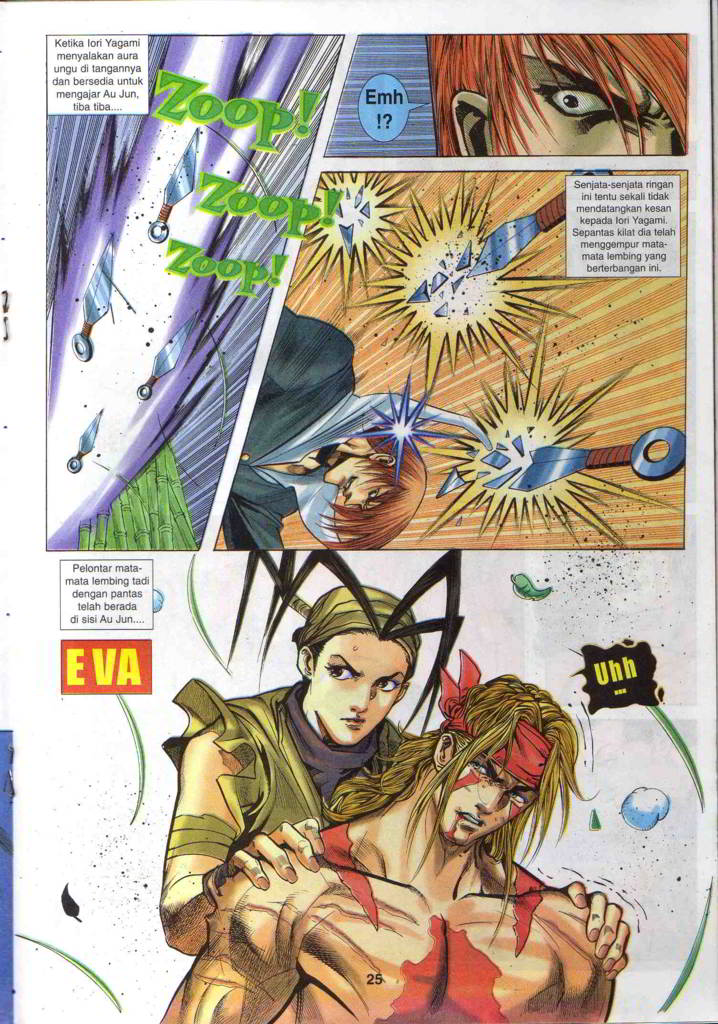 Ketika Iori Yagami
menyalakan aura
ungu di tangannya
dan bersedia untuk
mengajar Au Jun,
tiba tiba....
Zoop!
Zoop!
Zoop!
Emh
!?
Senjata-senjata ringan
ini tentu sekali tidak
mendatangkan kesan
kepada Iori Yagami.
Sepantas kilat dia telah
menggempur mata-
mata lembing yang
berterbangan ini.
Pelontar mata-
mata lembing tadi
dengan pantas
telah berada
di sisi Au Jun....
EVA
Uhh
...
25